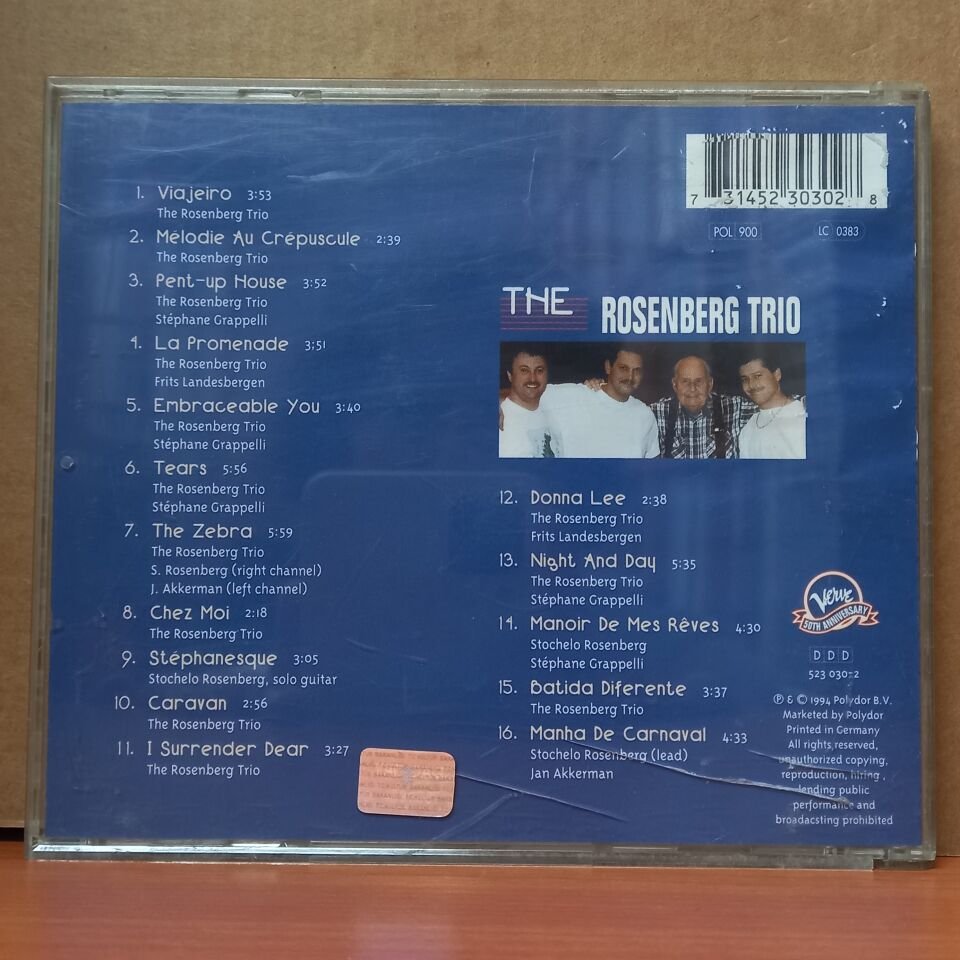 1. Viajeiro 3:53
The Rosenberg Trio
2. Mélodie Au Crépuscule 2:39
The Rosenberg Trio
3. Pent-up House 3:52
The Rosenberg Trio
Stéphane Grappelli
4. La Promenade 3:51
The Rosenberg Trio
Frits Landesbergen
5. Embraceable You 3:40
The Rosenberg Trio
Stéphane Grappelli
6. Tears 5:56
The Rosenberg Trio
Stéphane Grappelli
7. The Zebra 5:59
The Rosenberg Trio
S. Rosenberg (right channel)
J. Akkerman (left channel)
8. Chez Moi 2:18
The Rosenberg Trio
9. Stéphanesque 3:05
Stochelo Rosenberg, solo guitar
10. Caravan 2:56
The Rosenberg Trio
11. I Surrender Dear 3:27
The Rosenberg Trio
7 31452 30302 8
POL 900 LC 0383
THE ROSENBERG TRIO
12. Donna Lee 2:38
The Rosenberg Trio
Frits Landesbergen
13. Night And Day 5:35
The Rosenberg Trio
Stéphane Grappelli
14. Manoir De Mes Rêves 4:30
Stochelo Rosenberg
Stéphane Grappelli
15. Batida Diferente 3:37
The Rosenberg Trio
16. Manha De Carnaval 4:33
Stochelo Rosenberg (lead)
Jan Akkerman
Verve
50TH ANNIVERSARY
D D D
523 030-2
℗ & © 1994 Polydor B.V.
Marketed by Polydor
Printed in Germany
All rights reserved,
unauthorized copying,
reproduction, hiring,
lending public
performance and
broadacsting prohibited